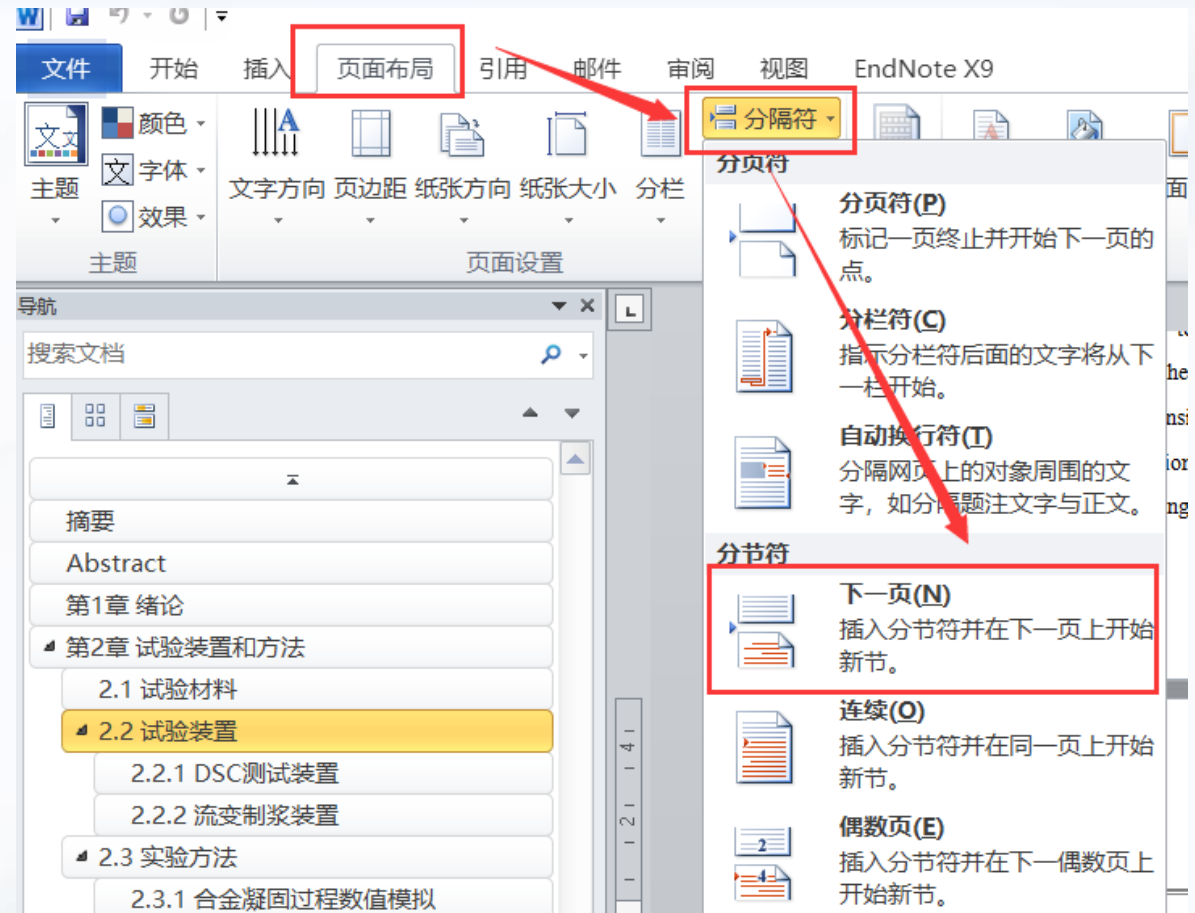 文件 开始 插入 页面布局 引用 邮件 审阅 视图 EndNote X9
颜色
字体
效果
主题
文字方向 页边距 纸张方向 纸张大小 分栏
分隔符
主题 页面设置
分页符
分页符(P)
标记一页终止并开始下一页的
点。
分栏符(C)
指示分栏符后面的文字将从下
一栏开始。
自动换行符(T)
分隔网页上的对象周围的文
字，如分隔题注文字与正文。
分节符
下一页(N)
插入分节符并在下一页上开始
新节。
连续(O)
插入分节符并在同一页上开始
新节。
偶数页(E)
插入分节符并在下一偶数页上
开始新节。
导航
搜索文档
摘要
Abstract
第1章 绪论
第2章 试验装置和方法
2.1 试验材料
2.2 试验装置
2.2.1 DSC测试装置
2.2.2 流变制浆装置
2.3 实验方法
2.3.1 合金凝固过程数值模拟
4
2
面